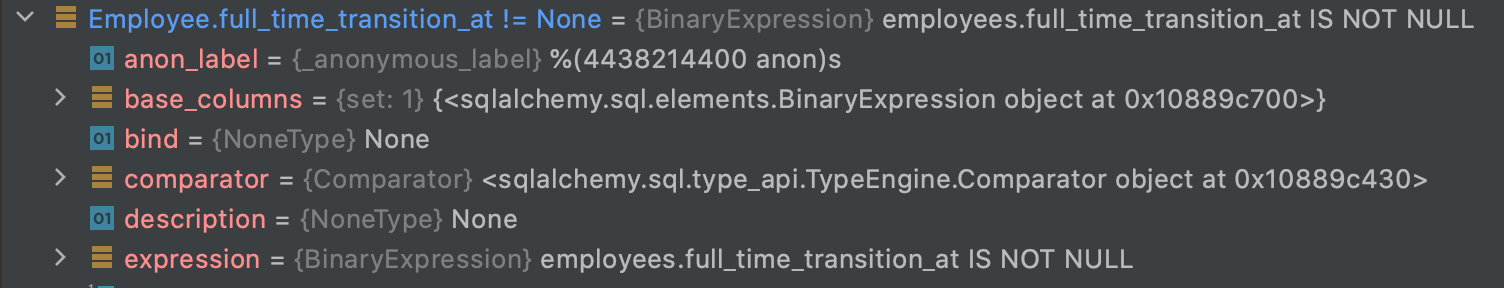 Employee.full_time_transition_at != None = {BinaryExpression} employees.full_time_transition_at IS NOT NULL
01 anon_label = {_anonymous_label} %(4438214400 anon)s
base_columns = {set: 1} {<sqlalchemy.sql.elements.BinaryExpression object at 0x10889c700>}
01 bind = {NoneType} None
comparator = {Comparator} <sqlalchemy.sql.type_api.TypeEngine.Comparator object at 0x10889c430>
01 description = {NoneType} None
expression = {BinaryExpression} employees.full_time_transition_at IS NOT NULL